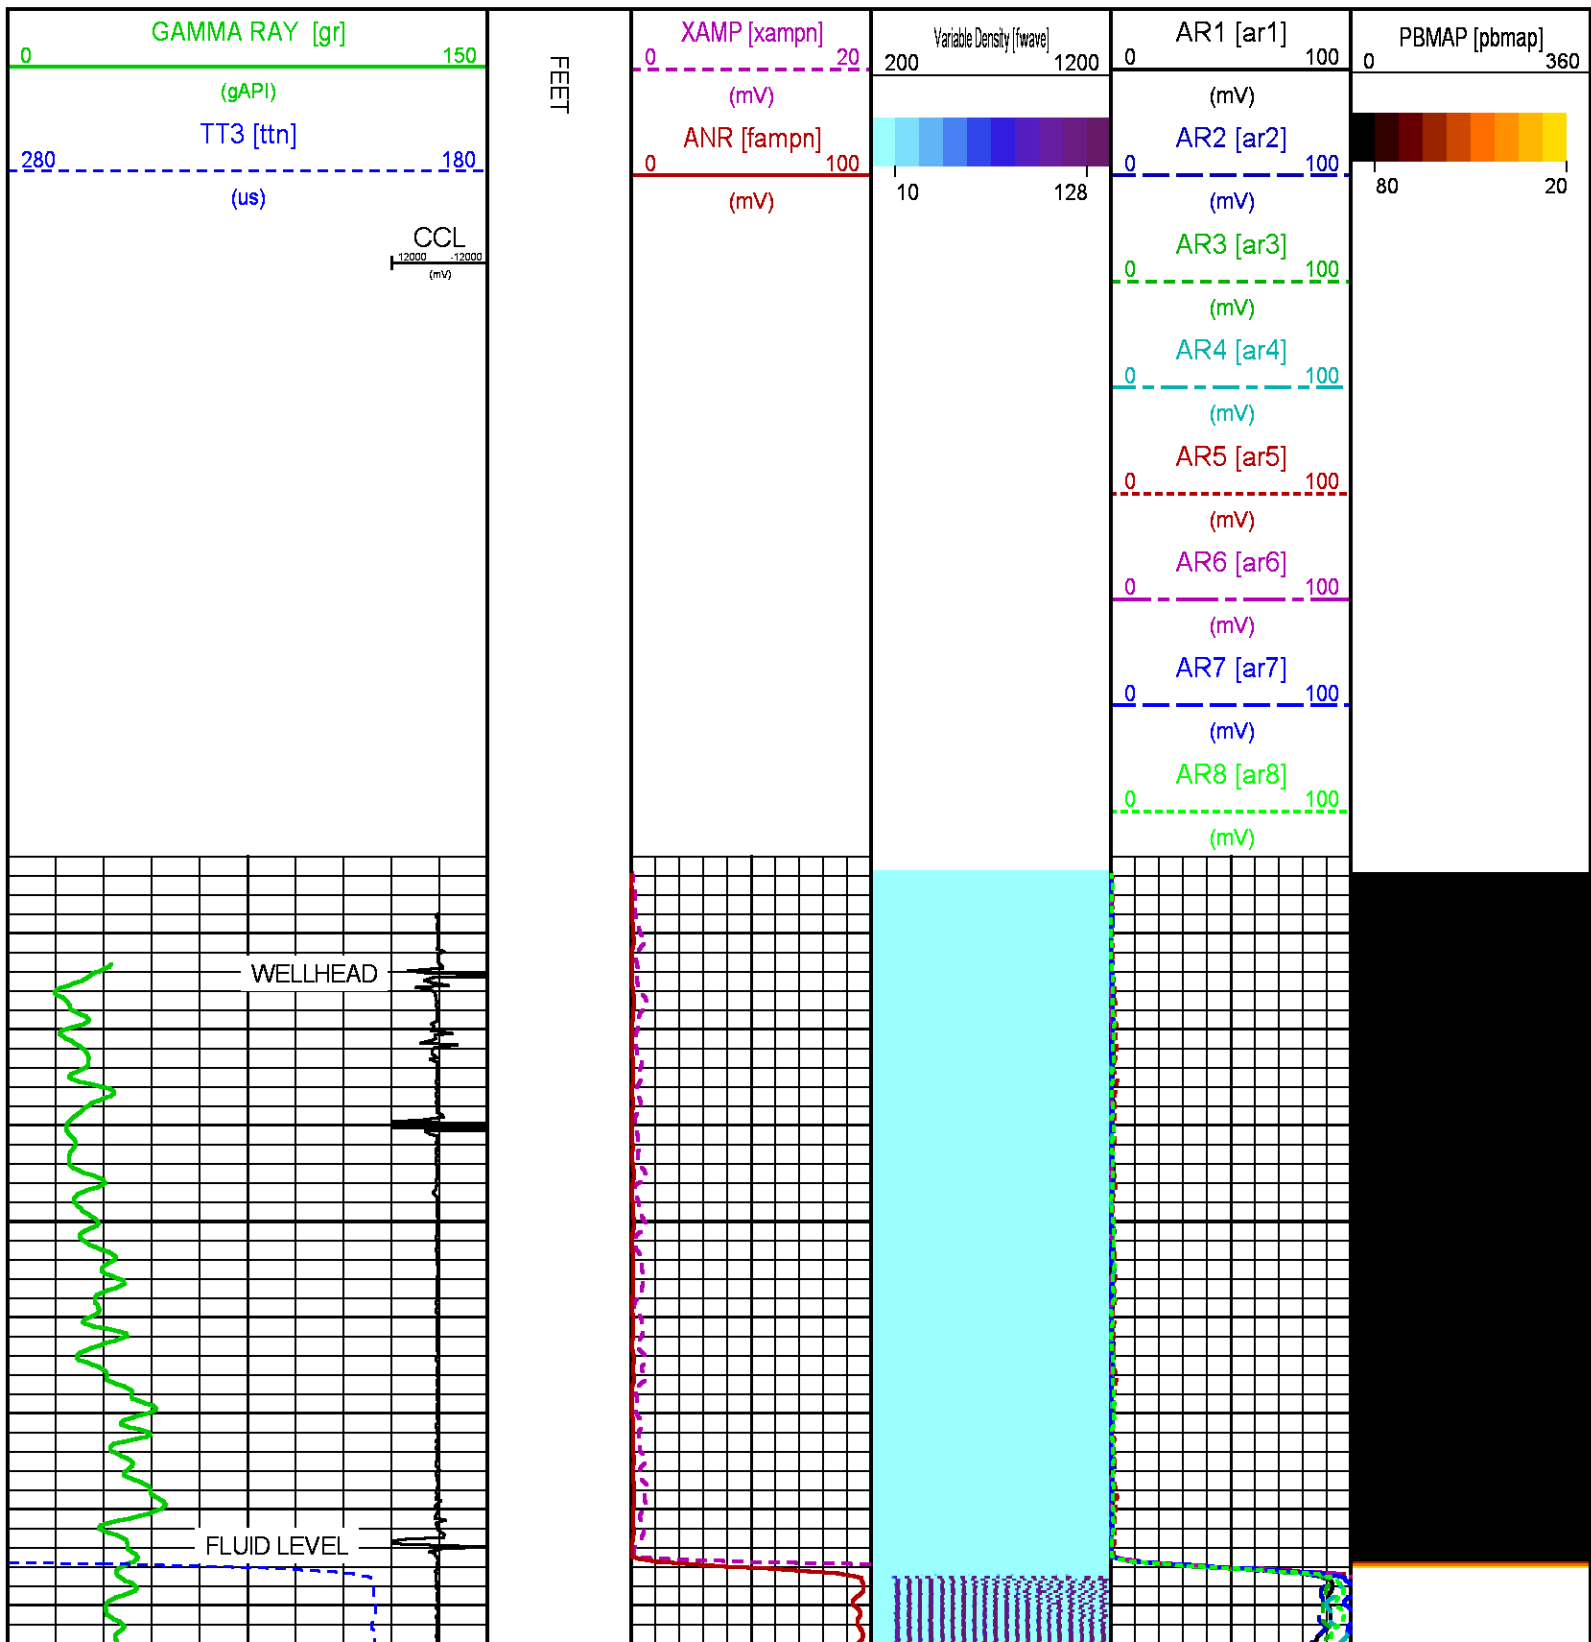 GAMMA RAY [gr]
0 150
(gAPI)
TT3 [ttn]
280 180
(us)
CCL
12000 -12000
(mV)
FEET
XAMP [xampn]
0 20
(mV)
ANR [fampn]
0 100
(mV)
Variable Density [fwave]
200 1200
10 128
AR1 [ar1]
0 100
(mV)
AR2 [ar2]
0 100
(mV)
AR3 [ar3]
0 100
(mV)
AR4 [ar4]
0 100
(mV)
AR5 [ar5]
0 100
(mV)
AR6 [ar6]
0 100
(mV)
AR7 [ar7]
0 100
(mV)
AR8 [ar8]
0 100
(mV)
PBMAP [pbmap]
0 360
80 20
WELLHEAD
FLUID LEVEL